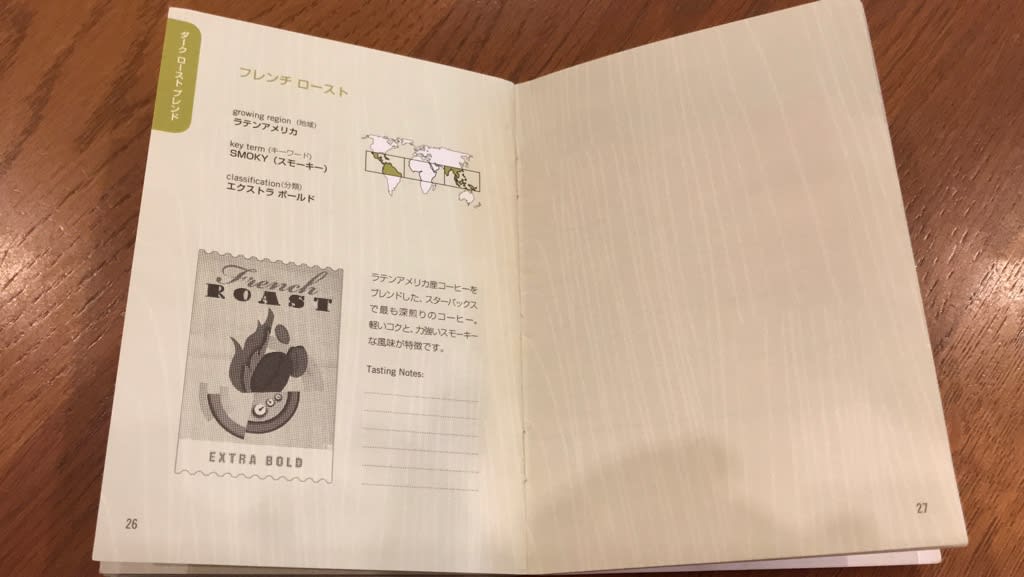 ダーク ロースト ブレンド
フレンチ ロースト
growing region (地域)
ラテンアメリカ
key term (キーワード)
SMOKY（スモーキー）
classification(分類)
エクストラ ボールド
French
ROAST
EXTRA BOLD
ラテンアメリカ産コーヒーを
ブレンドした、スターバックス
で最も深煎りのコーヒー。
軽いコクと、力強いスモーキー
な風味が特徴です。
Tasting Notes:
26
27